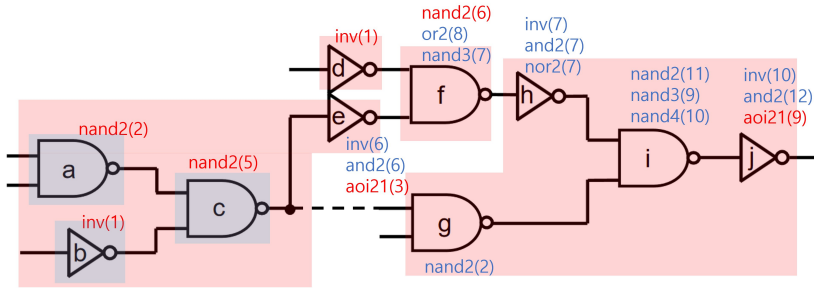 inv(1)
d
nand2(6)
or2(8)
nand3(7)
f
inv(7)
and2(7)
nor2(7)
h
nand2(2)
a
e
inv(6)
and2(6)
aoi21(3)
nand2(5)
c
inv(1)
b
g
nand2(2)
nand2(11)
nand3(9)
nand4(10)
i
inv(10)
and2(12)
aoi21(9)
j